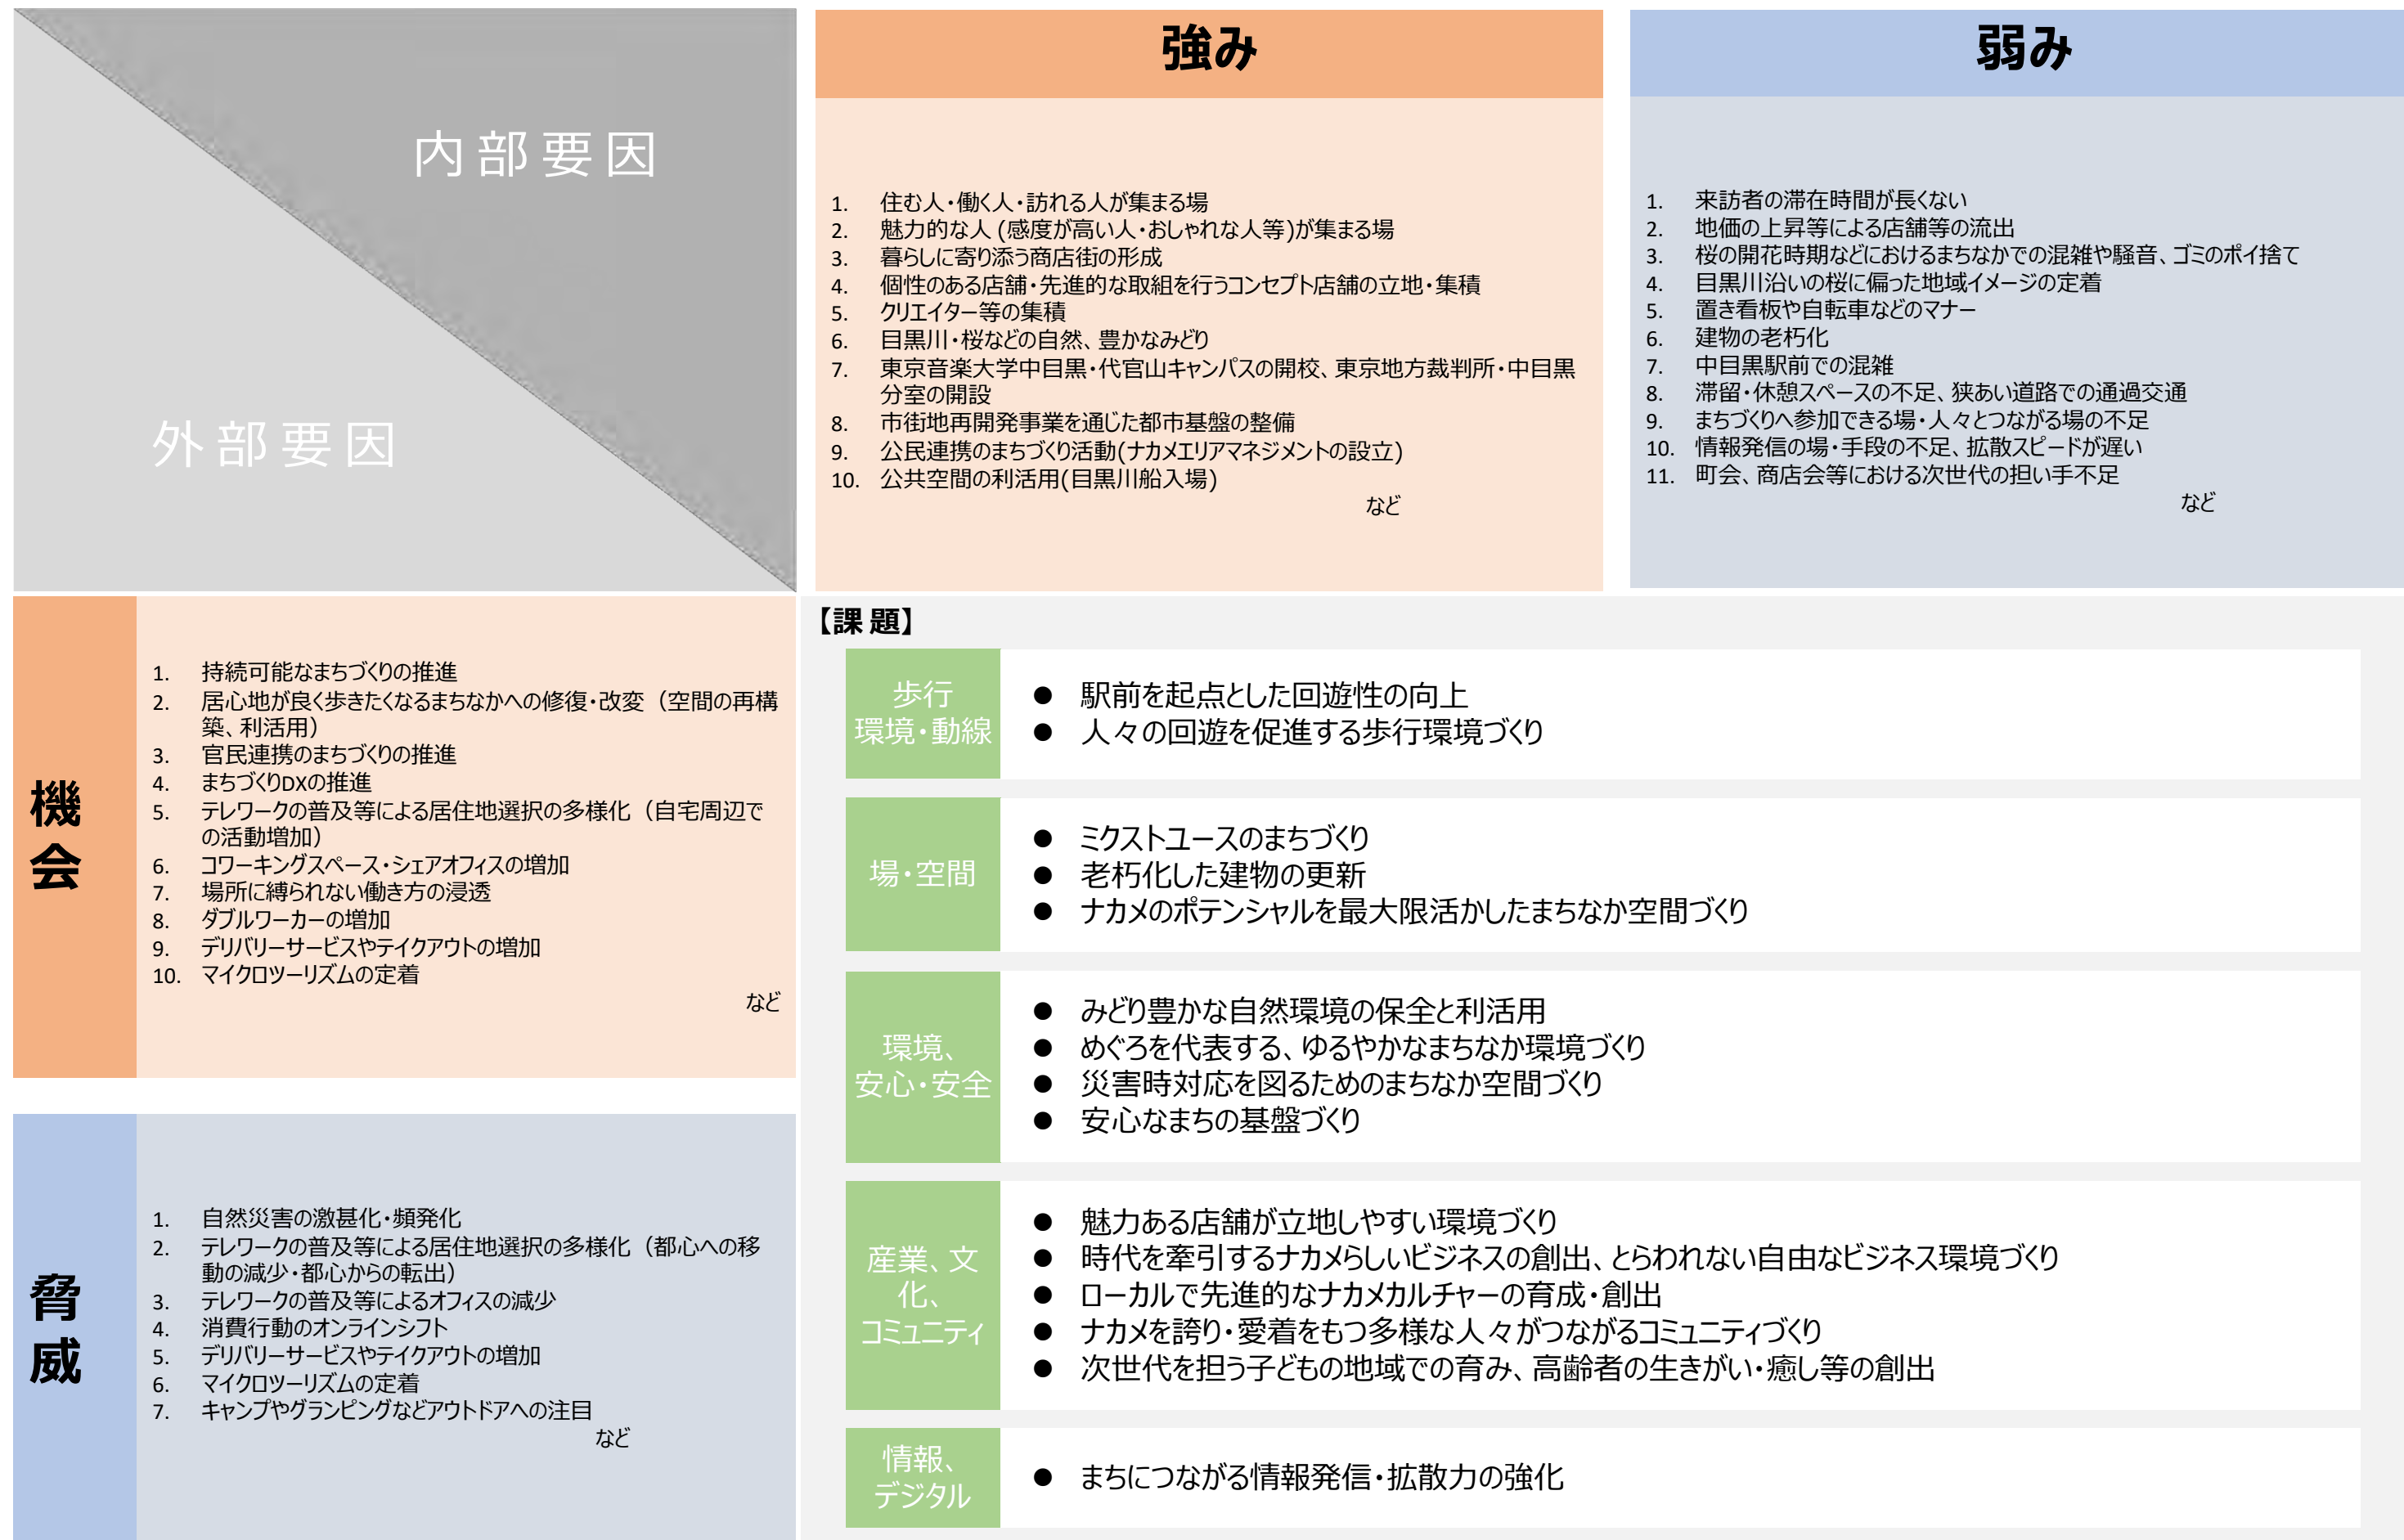 内部要因
外部要因
強み
1. 住む人・働く人・訪れる人が集まる場
2. 魅力的な人 (感度が高い人・おしゃれな人等)が集まる場
3. 暮らしに寄り添う商店街の形成
4. 個性のある店舗・先進的な取組を行うコンセプト店舗の立地・集積
5. クリエイター等の集積
6. 目黒川・桜などの自然、豊かなみどり
7. 東京音楽大学中目黒・代官山キャンパスの開校、東京地方裁判所・中目黒
分室の開設
8. 市街地再開発事業を通じた都市基盤の整備
9. 公民連携のまちづくり活動(ナカメエリアマネジメントの設立)
10. 公共空間の利活用(目黒川船入場)
など
弱み
1. 来訪者の滞在時間が長くない
2. 地価の上昇等による店舗等の流出
3. 桜の開花時期などにおけるまちなかでの混雑や騒音、ゴミのポイ捨て
4. 目黒川沿いの桜に偏った地域イメージの定着
5. 置き看板や自転車などのマナー
6. 建物の老朽化
7. 中目黒駅前での混雑
8. 滞留・休憩スペースの不足、狭あい道路での通過交通
9. まちづくりへ参加できる場・人々とつながる場の不足
10. 情報発信の場・手段の不足、拡散スピードが遅い
11. 町会、商店会等における次世代の担い手不足
など
機
会
1. 持続可能なまちづくりの推進
2. 居心地が良く歩きたくなるまちなかへの修復・改変（空間の再構
築、利活用）
3. 官民連携のまちづくりの推進
4. まちづくりDXの推進
5. テレワークの普及等による居住地選択の多様化（自宅周辺で
の活動増加）
6. コワーキングスペース・シェアオフィスの増加
7. 場所に縛られない働き方の浸透
8. ダブルワーカーの増加
9. デリバリーサービスやテイクアウトの増加
10. マイクロツーリズムの定着
など
脅
威
1. 自然災害の激甚化・頻発化
2. テレワークの普及等による居住地選択の多様化（都心への移
動の減少・都心からの転出）
3. テレワークの普及等によるオフィスの減少
4. 消費行動のオンラインシフト
5. デリバリーサービスやテイクアウトの増加
6. マイクロツーリズムの定着
7. キャンプやグランピングなどアウトドアへの注目
など
【課 題】
歩行
環境・動線
● 駅前を起点とした回遊性の向上
● 人々の回遊を促進する歩行環境づくり
場・空間
● ミクストユースのまちづくり
● 老朽化した建物の更新
● ナカメのポテンシャルを最大限活かしたまちなか空間づくり
環境、
安心・安全
● みどり豊かな自然環境の保全と利活用
● めぐろを代表する、ゆるやかなまちなか環境づくり
● 災害時対応を図るためのまちなか空間づくり
● 安心なまちの基盤づくり
産業、文
化、
コミュニティ
● 魅力ある店舗が立地しやすい環境づくり
● 時代を牽引するナカメらしいビジネスの創出、とらわれない自由なビジネス環境づくり
● ローカルで先進的なナカメカルチャーの育成・創出
● ナカメを誇り・愛着をもつ多様な人々がつながるコミュニティづくり
● 次世代を担う子どもの地域での育み、高齢者の生きがい・癒し等の創出
情報、
デジタル
● まちにつながる情報発信・拡散力の強化